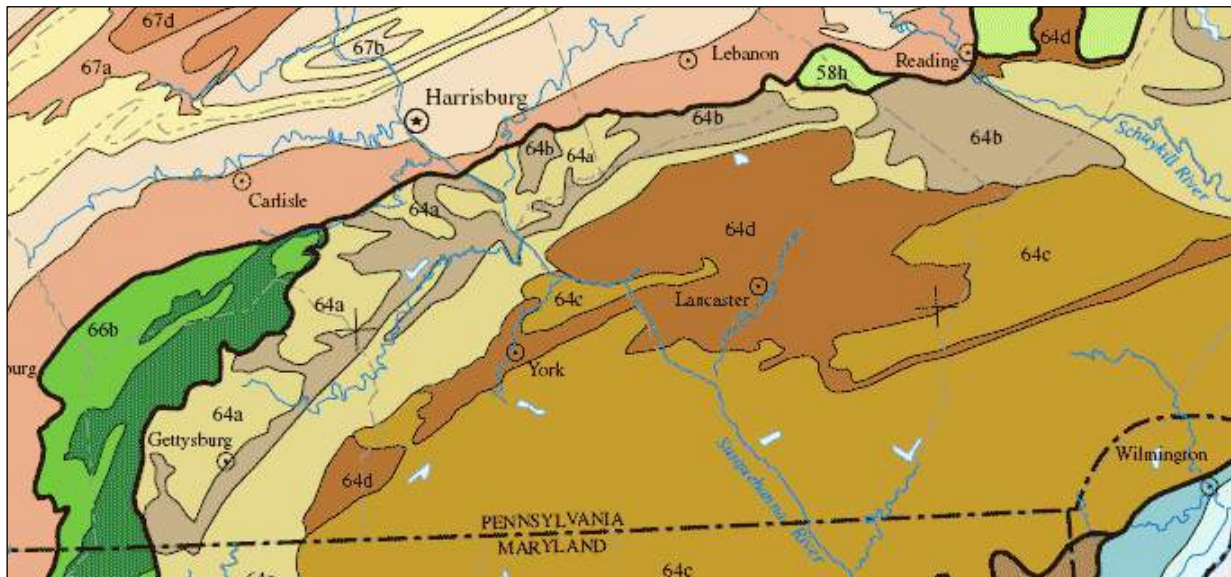 67d
67b
67a
Lebanon
Reading
64d
58h
Harrisburg
64b
64b
64b
64a
Schuylkill River
Carlisle
64a
64d
64c
64a
64c
Lancaster
66b
York
64a
Gettysburg
64d
Susquehanna River
Wilmington
PENNSYLVANIA
MARYLAND
64c